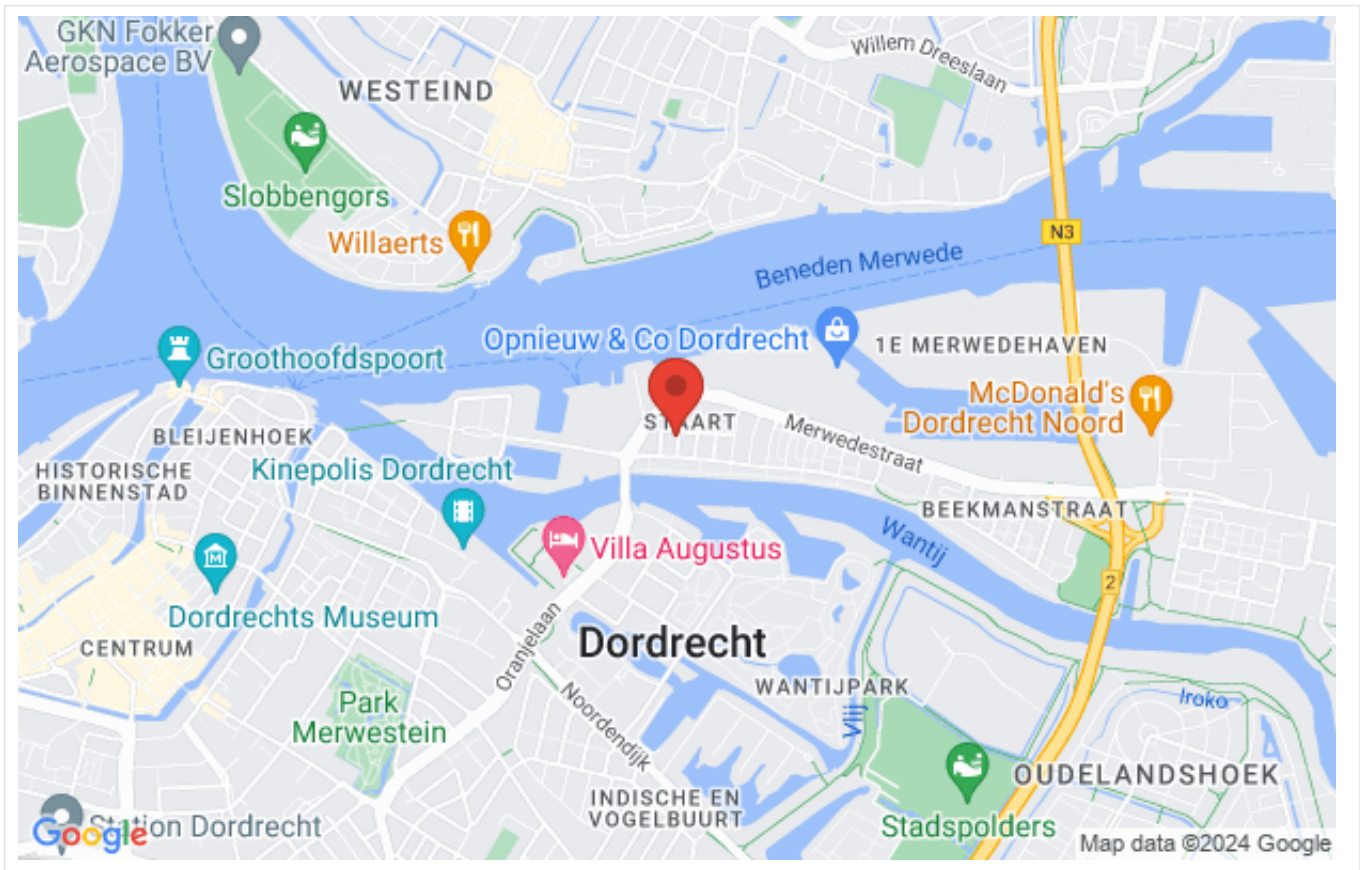 GKN Fokker
Aerospace BV
WESTEIND
Willem Dreeslaan
Slobbengors
Willaerts
N3
Beneden Merwede
Opnieuw & Co Dordrecht
1E MERWEDEHAVEN
Groothoofdspoort
McDonald's
Dordrecht Noord
STAART
Merwedestraat
BLEIJENHOEK
HISTORISCHE
BINNENSTAD
Kinepolis Dordrecht
BEEKMANSTRAAT
Wantij
Villa Augustus
2
M
Dordrechts Museum
Oranjelaan
Dordrecht
CENTRUM
WANTIJPARK
Iroko
Park
Merwestein
Noordendijk
Vlij
OUDELANDSHOEK
INDISCHE EN
VOGELBUURT
Stadspolders
Station Dordrecht
Google
Map data ©2024 Google